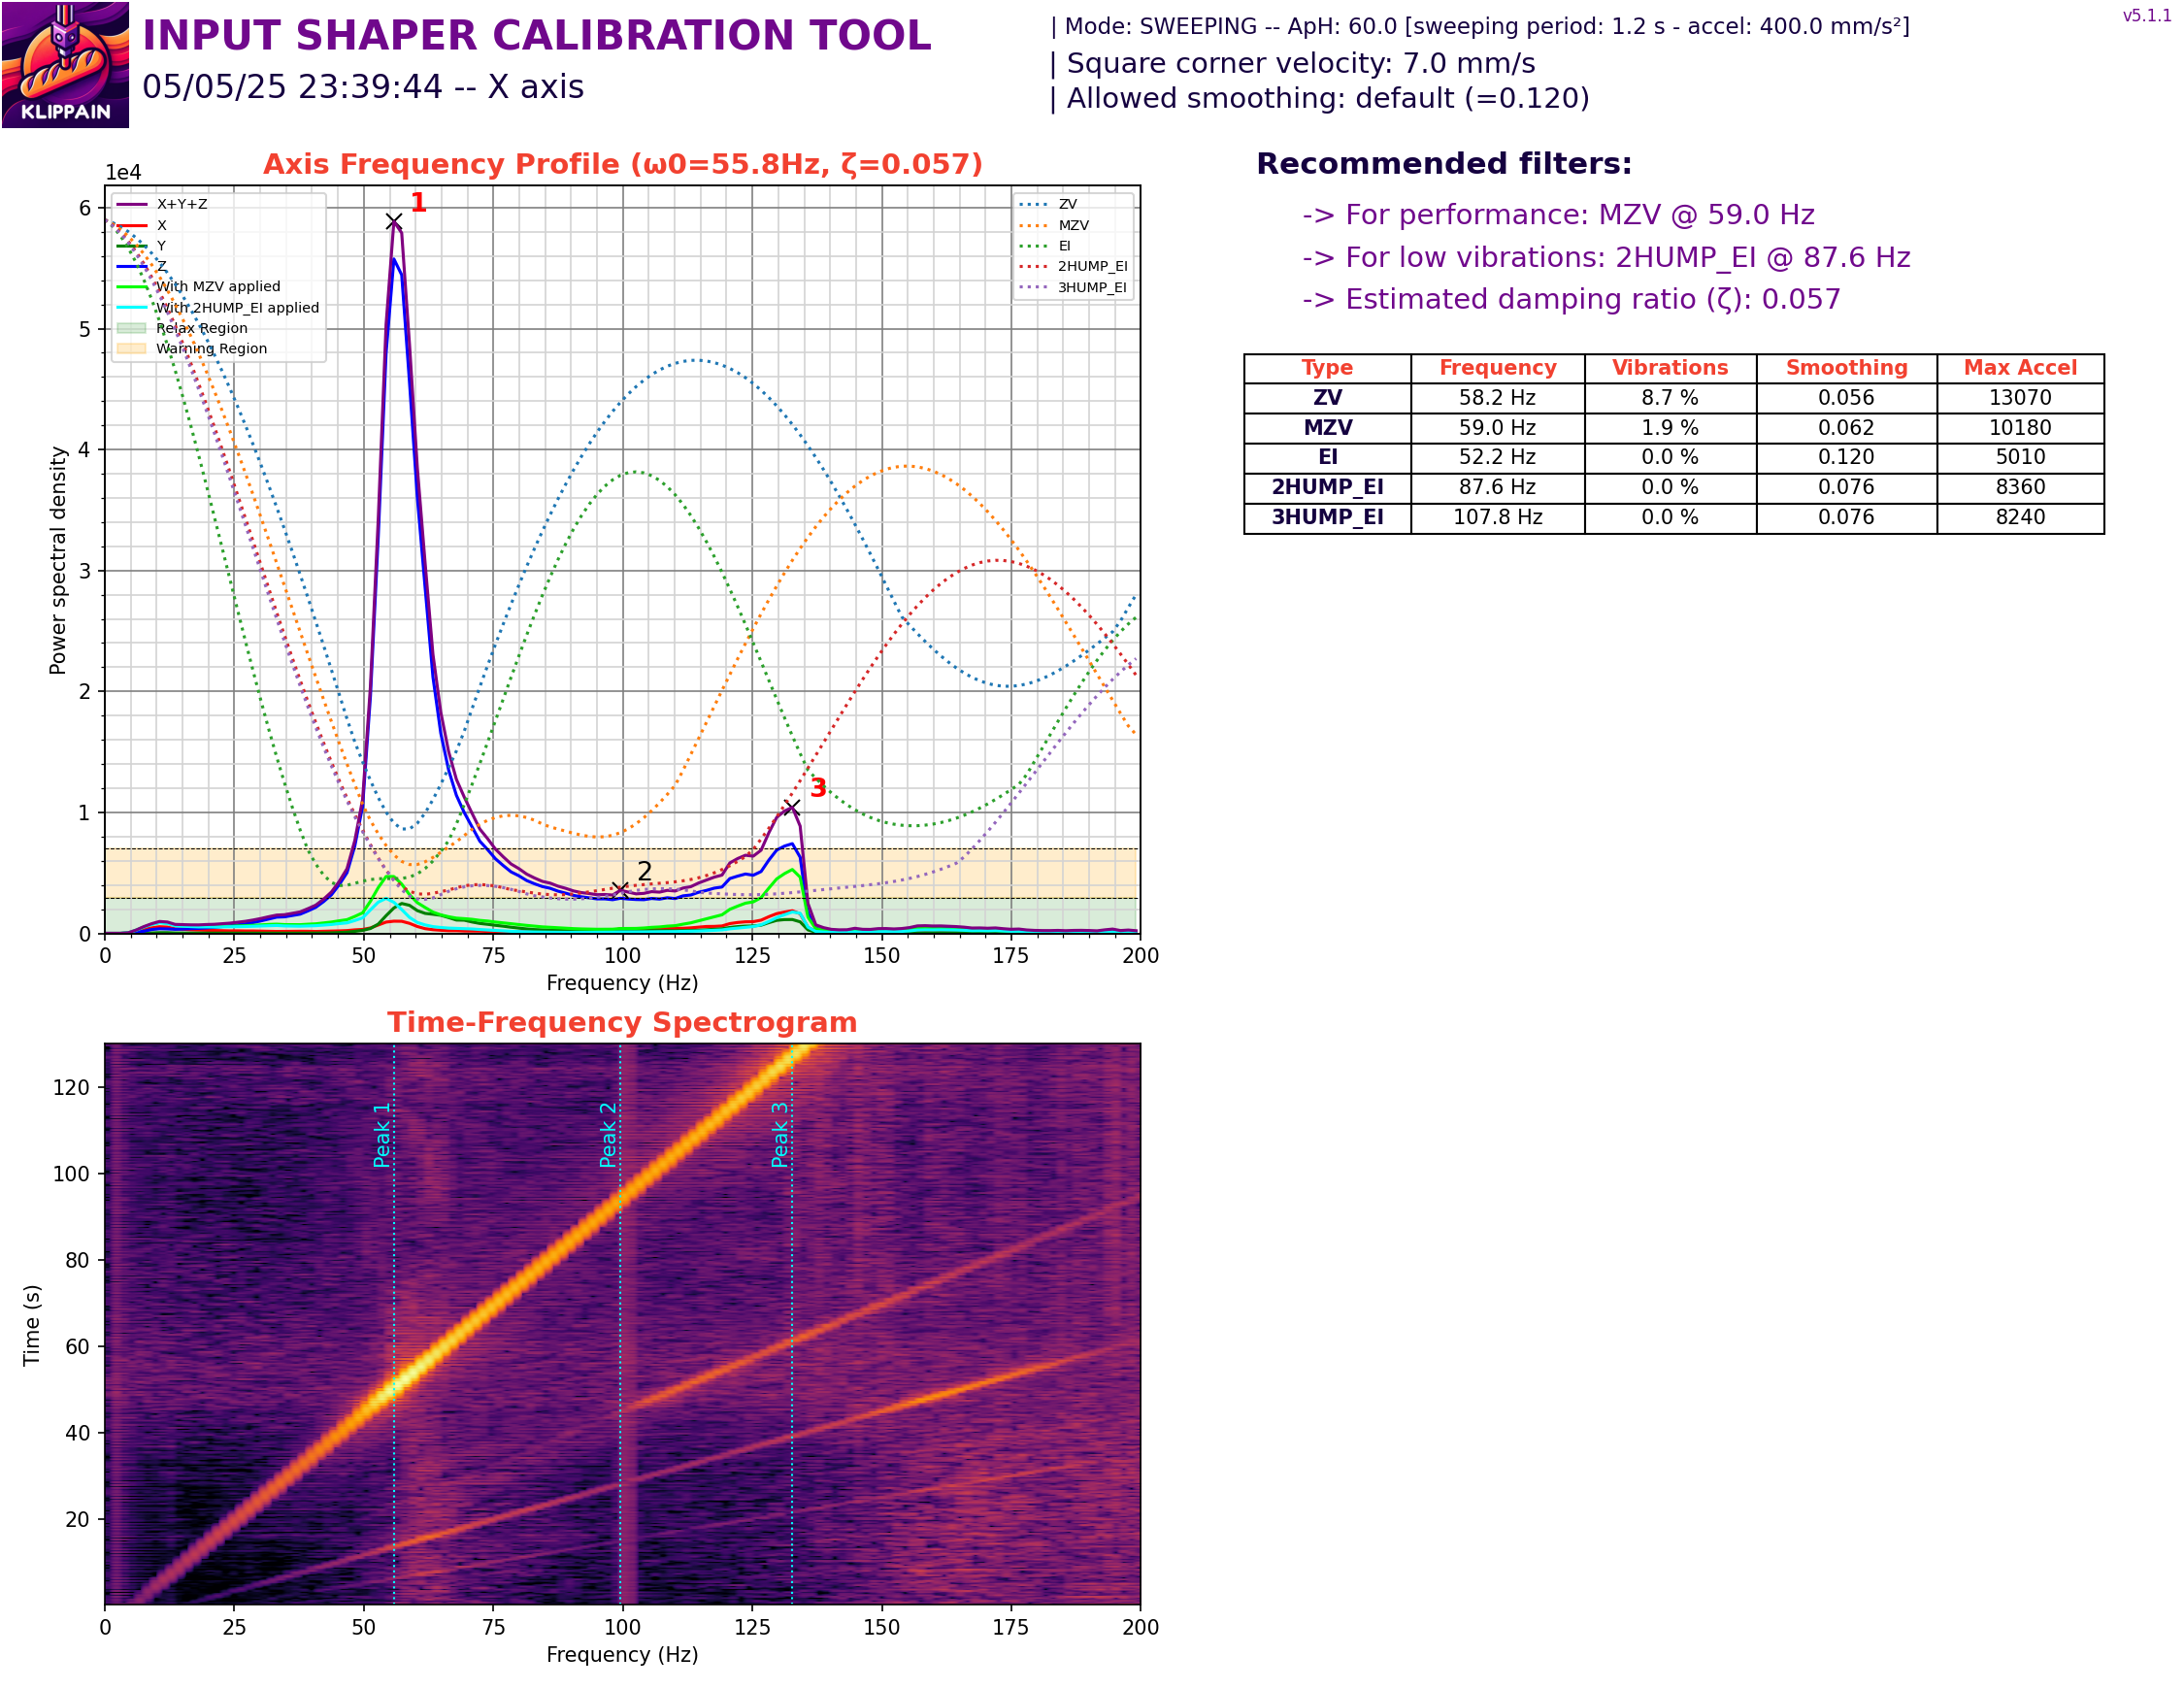 KLIPPAIN
INPUT SHAPER CALIBRATION TOOL
05/05/25 23:39:44 -- X axis
| Mode: SWEEPING -- ApH: 60.0 [sweeping period: 1.2 s - accel: 400.0 mm/s²]
| Square corner velocity: 7.0 mm/s
| Allowed smoothing: default (=0.120)
v5.1.1
Axis Frequency Profile (ω0=55.8Hz, ζ=0.057)
1e4
X+Y+Z
X
Y
Z
With MZV applied
With 2HUMP_EI applied
Relax Region
Warning Region
ZV
MZV
EI
2HUMP_EI
3HUMP_EI
1
2
3
6
5
4
3
2
1
0
Power spectral density
0 25 50 75 100 125 150 175 200
Frequency (Hz)
Recommended filters:
-> For performance: MZV @ 59.0 Hz
-> For low vibrations: 2HUMP_EI @ 87.6 Hz
-> Estimated damping ratio (ζ): 0.057
Type Frequency Vibrations Smoothing Max Accel
ZV 58.2 Hz 8.7 % 0.056 13070
MZV 59.0 Hz 1.9 % 0.062 10180
EI 52.2 Hz 0.0 % 0.120 5010
2HUMP_EI 87.6 Hz 0.0 % 0.076 8360
3HUMP_EI 107.8 Hz 0.0 % 0.076 8240
Time-Frequency Spectrogram
Peak 1
Peak 2
Peak 3
120
100
80
60
40
20
Time (s)
0 25 50 75 100 125 150 175 200
Frequency (Hz)